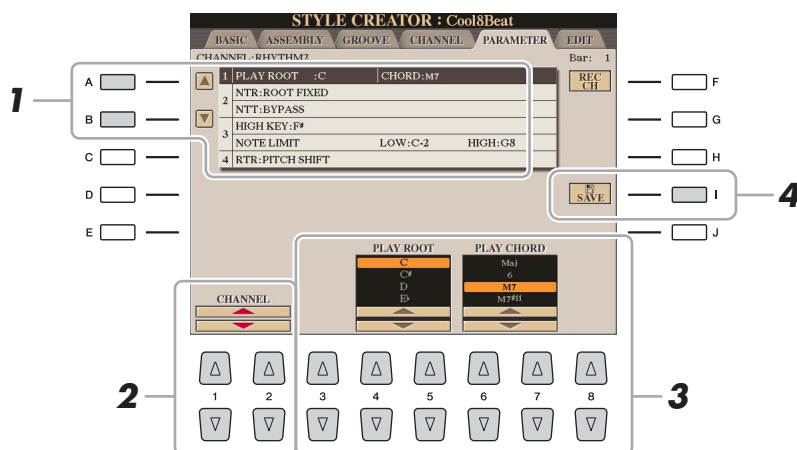 STYLE CREATOR : Cool8Beat
BASIC ASSEMBLY GROOVE CHANNEL PARAMETER EDIT
CHANNEL:RHYTHM2 Bar: 1
1 PLAY ROOT :C CHORD:M7
2 NTR:ROOT FIXED
NTT:BYPASS
3 HIGH KEY:F#
NOTE LIMIT LOW:C-2 HIGH:G8
4 RTR:PITCH SHIFT
REC
CH
SAVE
A
B
C
D
E
F
G
H
I
J
1
4
PLAY ROOT PLAY CHORD
C Maj
C# 6
D M7
E♭ M7#11
CHANNEL
2
3
1 2 3 4 5 6 7 8